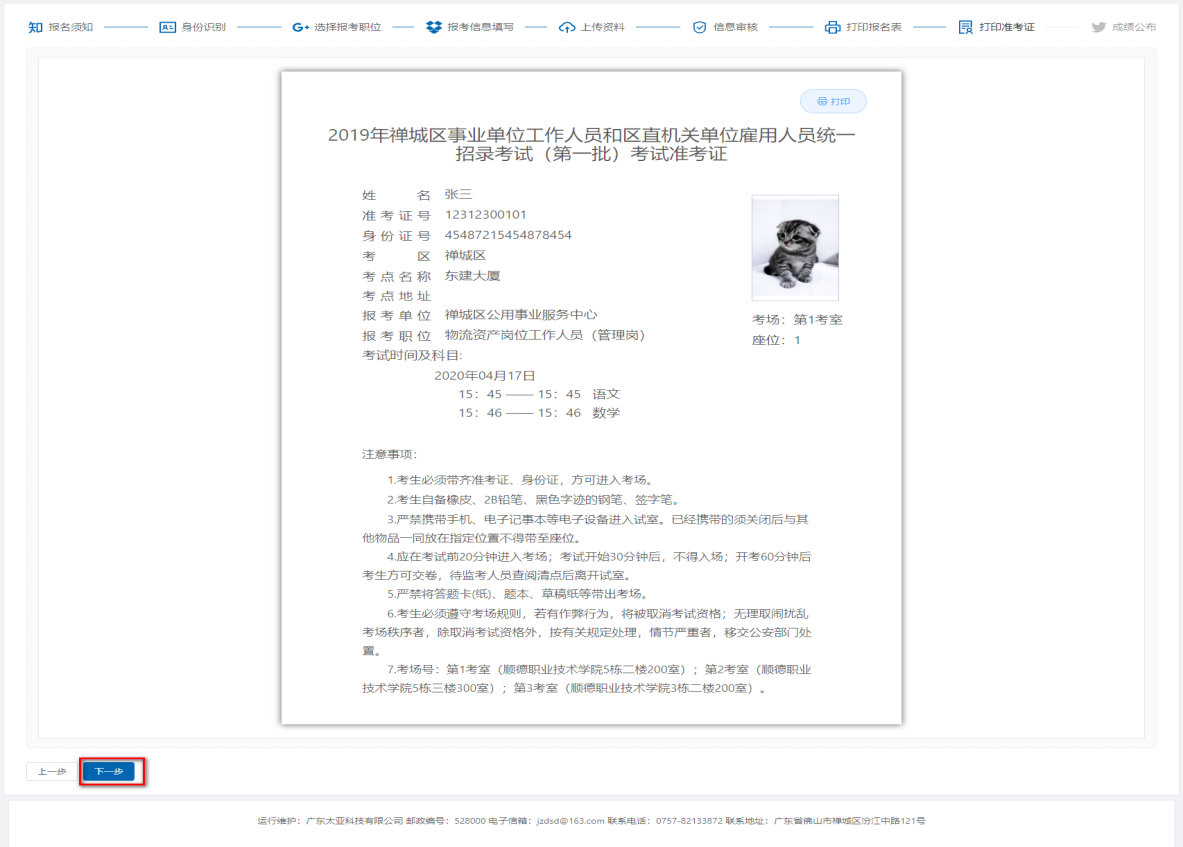 报名须知 身份识别 选择报考职位 报考信息填写 上传资料 信息审核 打印报名表 打印准考证 成绩公布
打印
2019年禅城区事业单位工作人员和区直机关单位雇用人员统一
招录考试（第一批）考试准考证
姓 名 张三
准考证号 12312300101
身份证号 45487215454878454
考 区 禅城区
考点名称 东建大厦
考点地址
报考单位 禅城区公用事业服务中心
报考职位 物流资产岗位工作人员（管理岗）
考场：第1考室
座位：1
考试时间及科目:
2020年04月17日
15：45 —— 15：45 语文
15：46 —— 15：46 数学
注意事项：
1.考生必须带齐准考证、身份证，方可进入考场。
2.考生自备橡皮、2B铅笔、黑色字迹的钢笔、签字笔。
3.严禁携带手机、电子记事本等电子设备进入试室。已经携带的须关闭后与其
他物品一同放在指定位置不得带至座位。
4.应在考试前20分钟进入考场；考试开始30分钟后，不得入场；开考60分钟后
考生方可交卷，待监考人员查阅清点后离开试室。
5.严禁将答题卡(纸)、题本、草稿纸等带出考场。
6.考生必须遵守考场规则，若有作弊行为，将被取消考试资格；无理取闹扰乱
考场秩序者，除取消考试资格外，按有关规定处理，情节严重者，移交公安部门处
置。
7.考场号：第1考室（顺德职业技术学院5栋二楼200室）；第2考室（顺德职业
技术学院5栋三楼300室）；第3考室（顺德职业技术学院3栋二楼200室）。
上一步 下一步
运行维护：广东太亚科技有限公司 邮政编号：528000 电子信箱：jzdsd@163.com 联系电话：0757-82133872 联系地址：广东省佛山市禅城区汾江中路121号